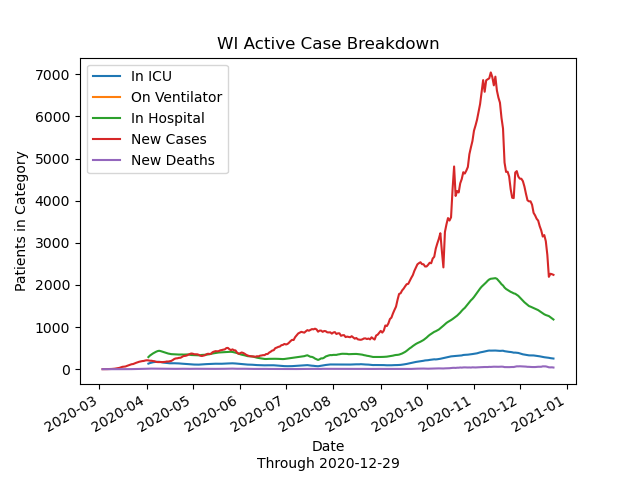 WI Active Case Breakdown
In ICU
On Ventilator
In Hospital
New Cases
New Deaths
Patients in Category
7000
6000
5000
4000
3000
2000
1000
0
2020-03
2020-04
2020-05
2020-06
2020-07
2020-08
2020-09
2020-10
2020-11
2020-12
2021-01
Date
Through 2020-12-29